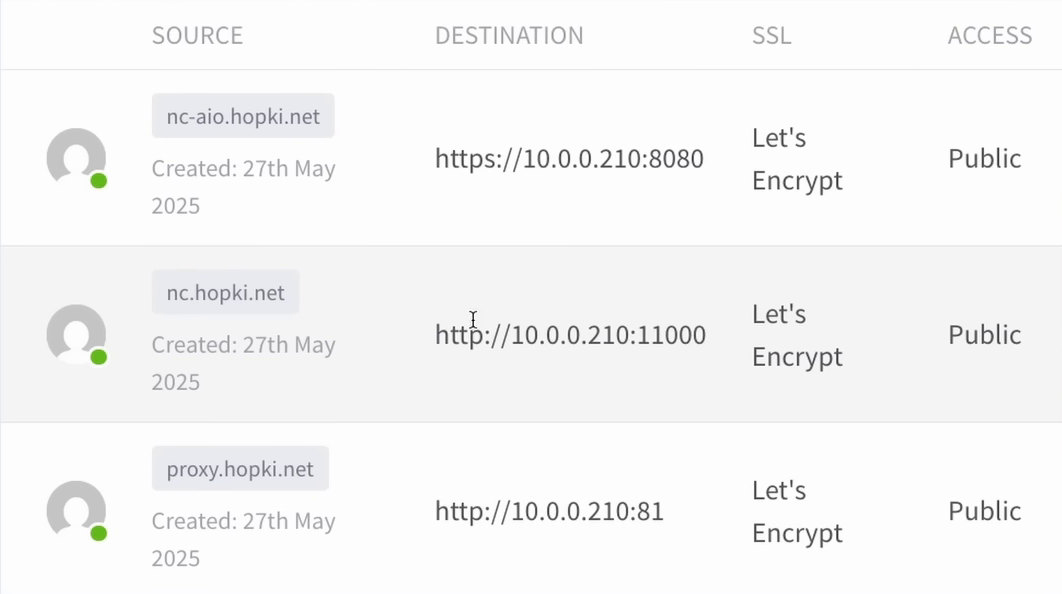 SOURCE DESTINATION SSL ACCESS
nc-aio.hopki.net
Created: 27th May
2025
https://10.0.0.210:8080
Let's
Encrypt
Public
nc.hopki.net
Created: 27th May
2025
http://10.0.0.210:11000
Let's
Encrypt
Public
proxy.hopki.net
Created: 27th May
2025
http://10.0.0.210:81
Let's
Encrypt
Public